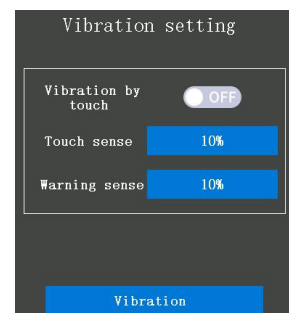 Vibration setting
Vibration by
touch
OFF
Touch sense
10%
Warning sense
10%
Vibration